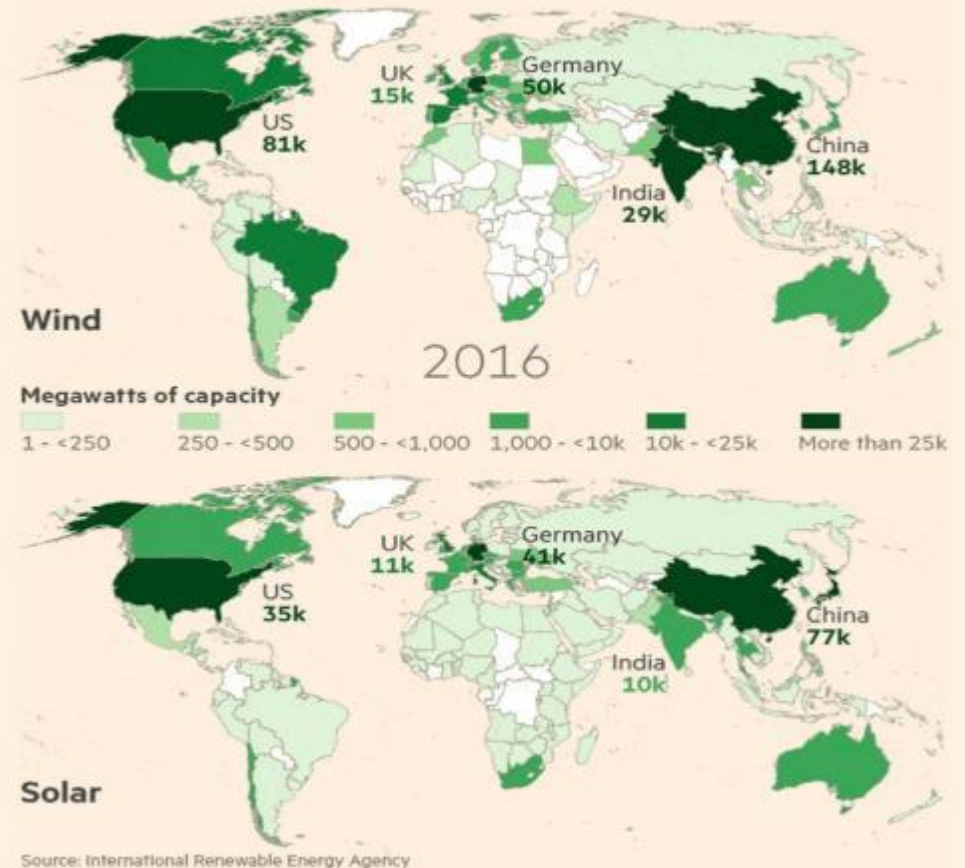 UK
15k
Germany
50k
US
81k
China
148k
India
29k
Wind
2016
Megawatts of capacity
1 - <250
250 - <500
500 - <1,000
1,000 - <10k
10k - <25k
More than 25k
UK
11k
Germany
41k
US
35k
China
77k
India
10k
Solar
Source: International Renewable Energy Agency